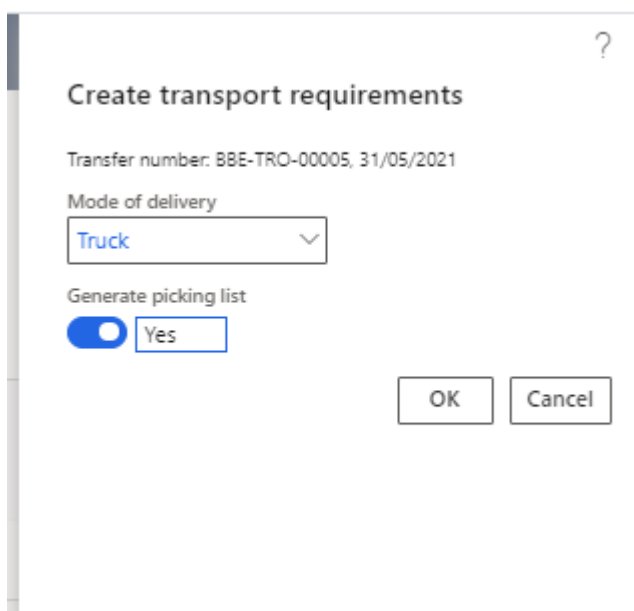 ?
Create transport requirements
Transfer number: BBE-TRO-00005, 31/05/2021
Mode of delivery
Truck
Generate picking list
Yes
OK Cancel